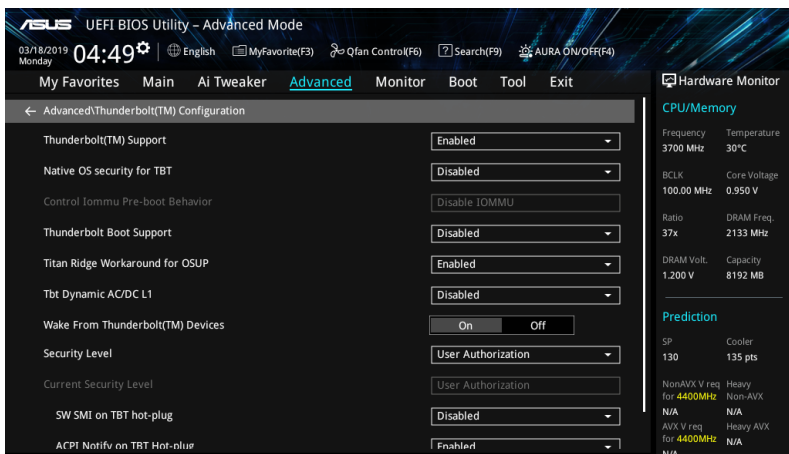 ASUS UEFI BIOS Utility – Advanced Mode
03/18/2019 Monday 04:49 English MyFavorite(F3) Qfan Control(F6) ? Search(F9) AURA ON/OFF(F4)
My Favorites Main Ai Tweaker Advanced Monitor Boot Tool Exit
← Advanced\Thunderbolt(TM) Configuration
Thunderbolt(TM) Support Enabled
Native OS security for TBT Disabled
Control Iommu Pre-boot Behavior Disable IOMMU
Thunderbolt Boot Support Disabled
Titan Ridge Workaround for OSUP Enabled
Tbt Dynamic AC/DC L1 Disabled
Wake From Thunderbolt(TM) Devices On Off
Security Level User Authorization
Current Security Level User Authorization
SW SMI on TBT hot-plug Disabled
ACPI Notify on TBT Hot-plug Enabled
Hardware Monitor
CPU/Memory
Frequency Temperature
3700 MHz 30°C
BCLK Core Voltage
100.00 MHz 0.950 V
Ratio DRAM Freq.
37x 2133 MHz
DRAM Volt. Capacity
1.200 V 8192 MB
Prediction
SP Cooler
130 135 pts
NonAVX V req Heavy
for 4400MHz Non-AVX
N/A N/A
AVX V req Heavy AVX
for 4400MHz N/A
N/A